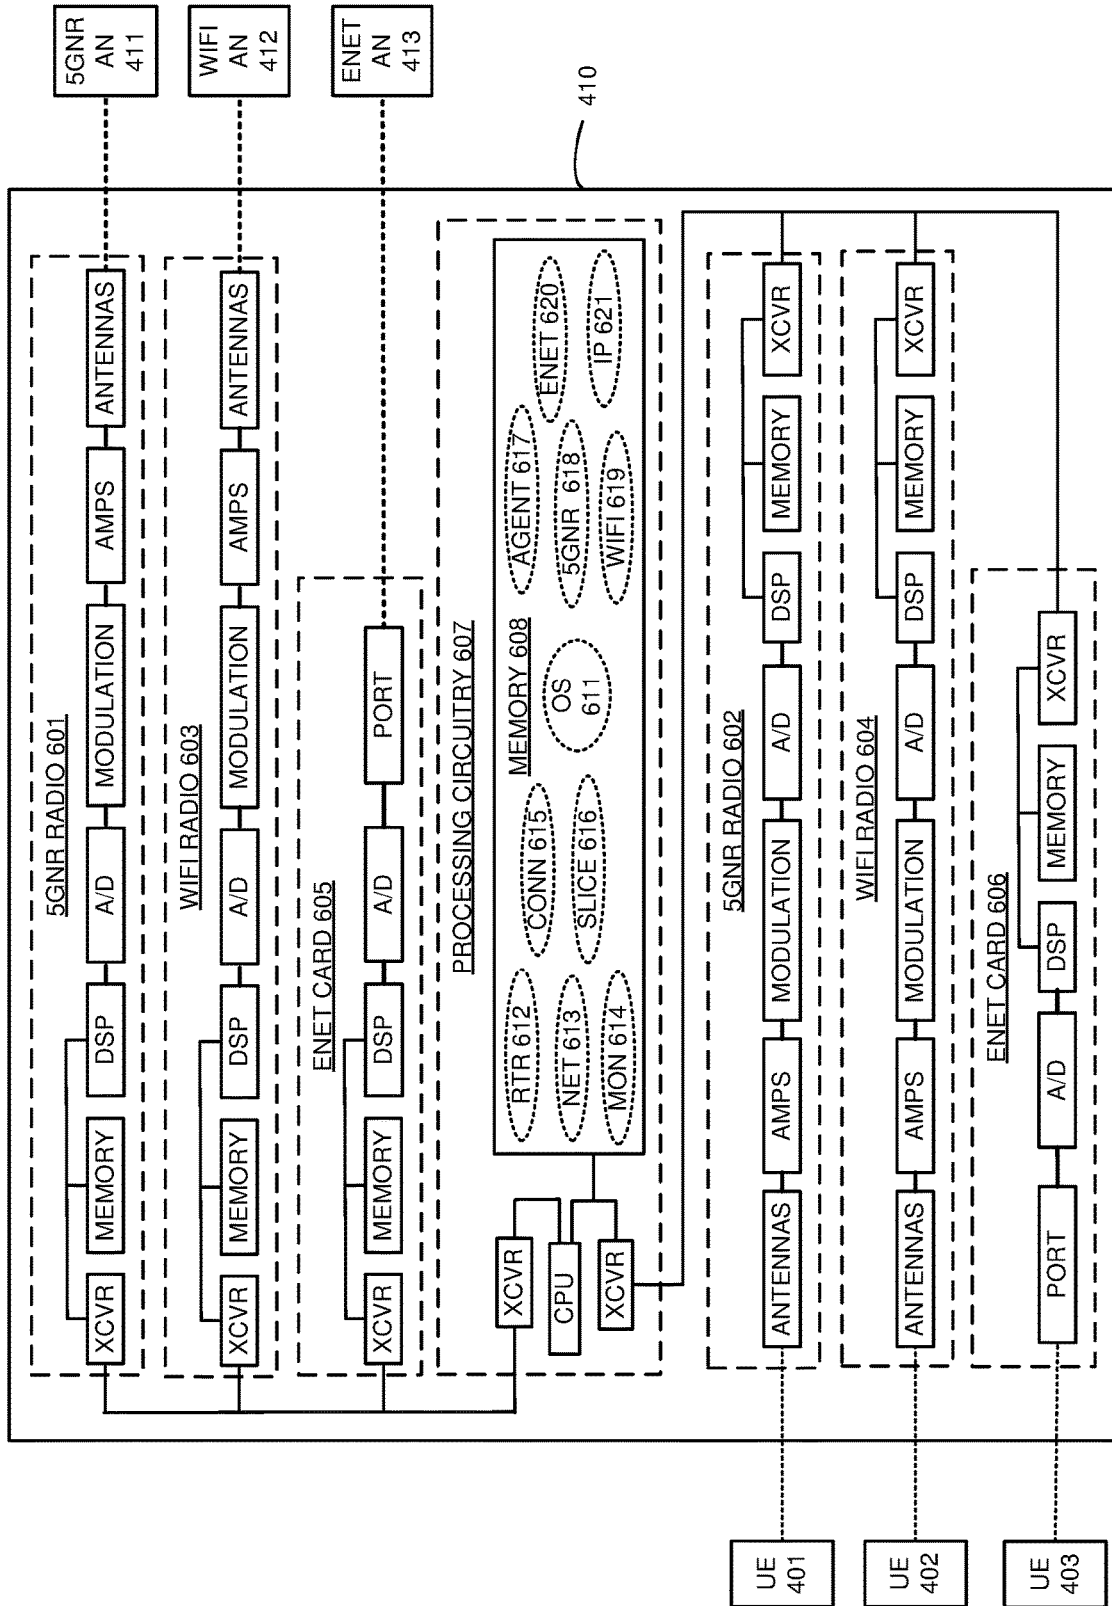 5GNR
AN
411
WIFI
AN
412
ENET
AN
413
410
5GNR RADIO 601
XCVR
MEMORY
DSP
A/D
MODULATION
AMPS
ANTENNAS
WIFI RADIO 603
XCVR
MEMORY
DSP
A/D
MODULATION
AMPS
ANTENNAS
ENET CARD 605
XCVR
MEMORY
DSP
A/D
PORT
PROCESSING CIRCUITRY 607
XCVR
CPU
XCVR
MEMORY 608
RTR 612
NET 613
MON 614
CONN 615
SLICE 616
OS
611
AGENT 617
5GNR 618
WIFI 619
ENET 620
IP 621
5GNR RADIO 602
ANTENNAS
AMPS
MODULATION
A/D
DSP
MEMORY
XCVR
WIFI RADIO 604
ANTENNAS
AMPS
MODULATION
A/D
DSP
MEMORY
XCVR
ENET CARD 606
PORT
A/D
DSP
MEMORY
XCVR
UE
401
UE
402
UE
403